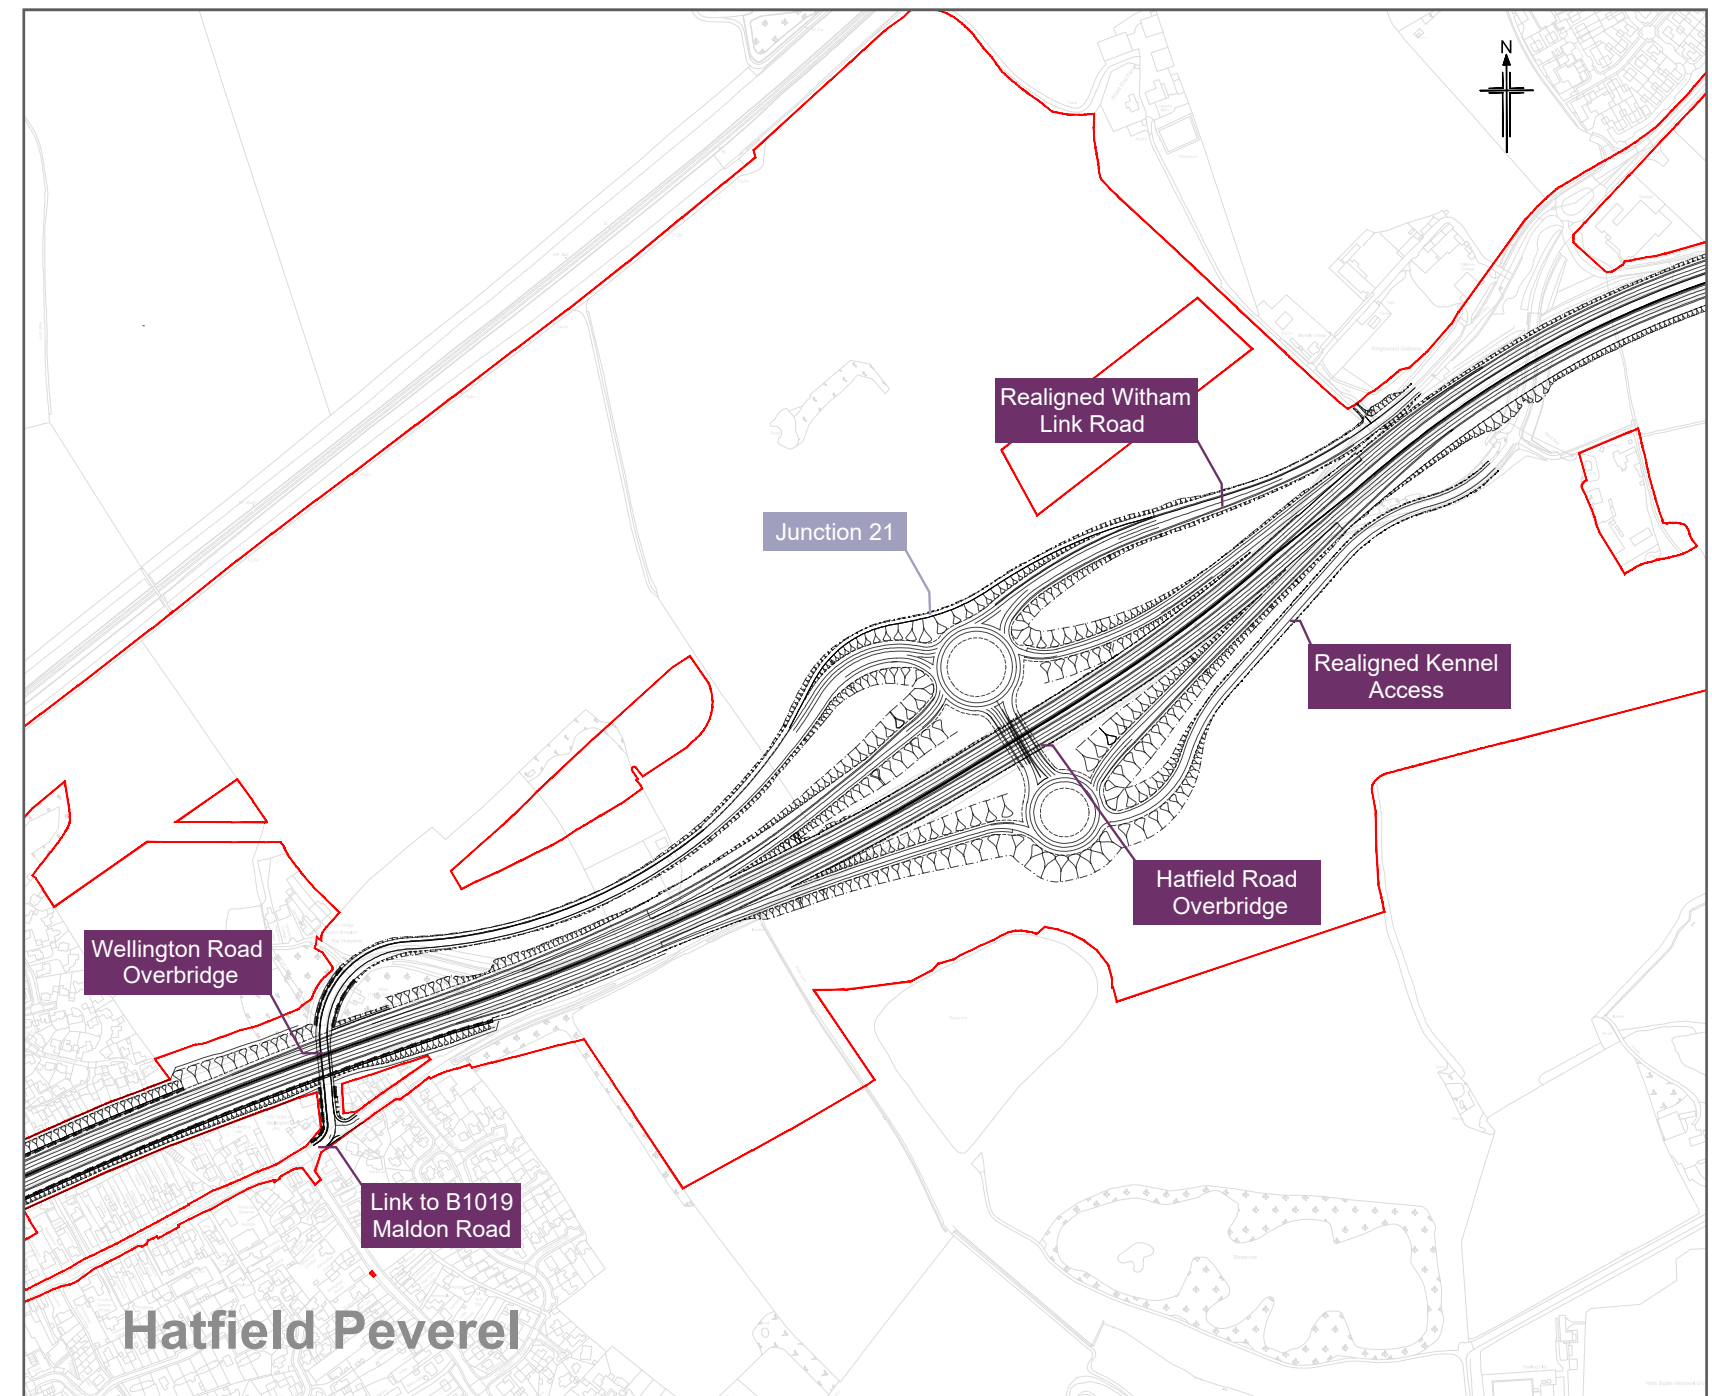 N
Realigned Witham
Link Road
Junction 21
Realigned Kennel
Access
Hatfield Road
Overbridge
Wellington Road
Overbridge
Link to B1019
Maldon Road
Hatfield Peverel